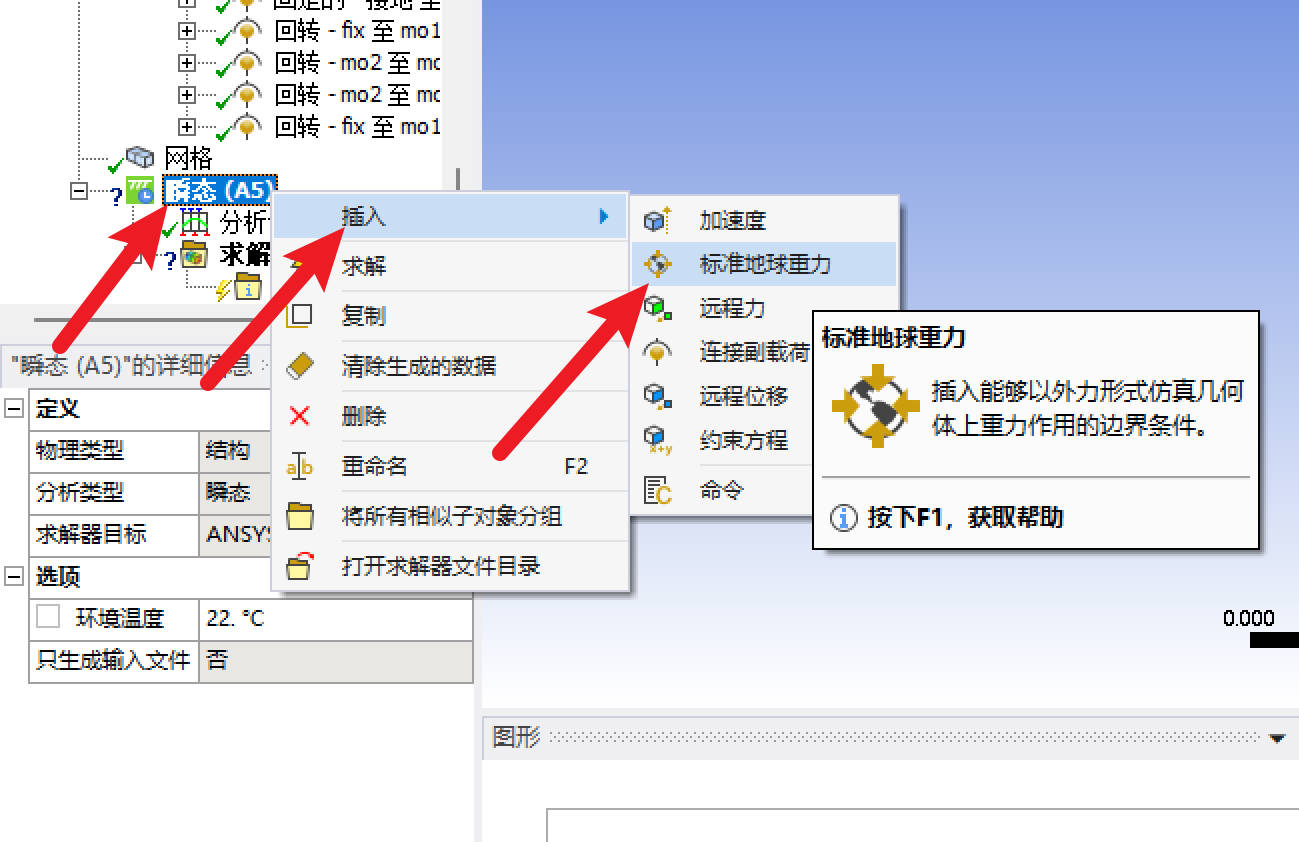 回转 - fix 至 mo1
回转 - mo2 至
回转 - mo2 至
回转 - fix 至 mo1
网格
瞬态 (A5)
分析
求解
插入
求解
复制
清除生成的数据
删除
重命名 F2
将所有相似子对象分组
打开求解器文件目录
加速度
标准地球重力
远程力
连接副载荷
远程位移
约束方程
命令
标准地球重力
插入能够以外力形式仿真几何
体上重力作用的边界条件。
按下F1，获取帮助
"瞬态 (A5)"的详细信息
定义
物理类型 结构
分析类型 瞬态
求解器目标 ANSYS
选项
环境温度 22. °C
只生成输入文件 否
0.000
图形